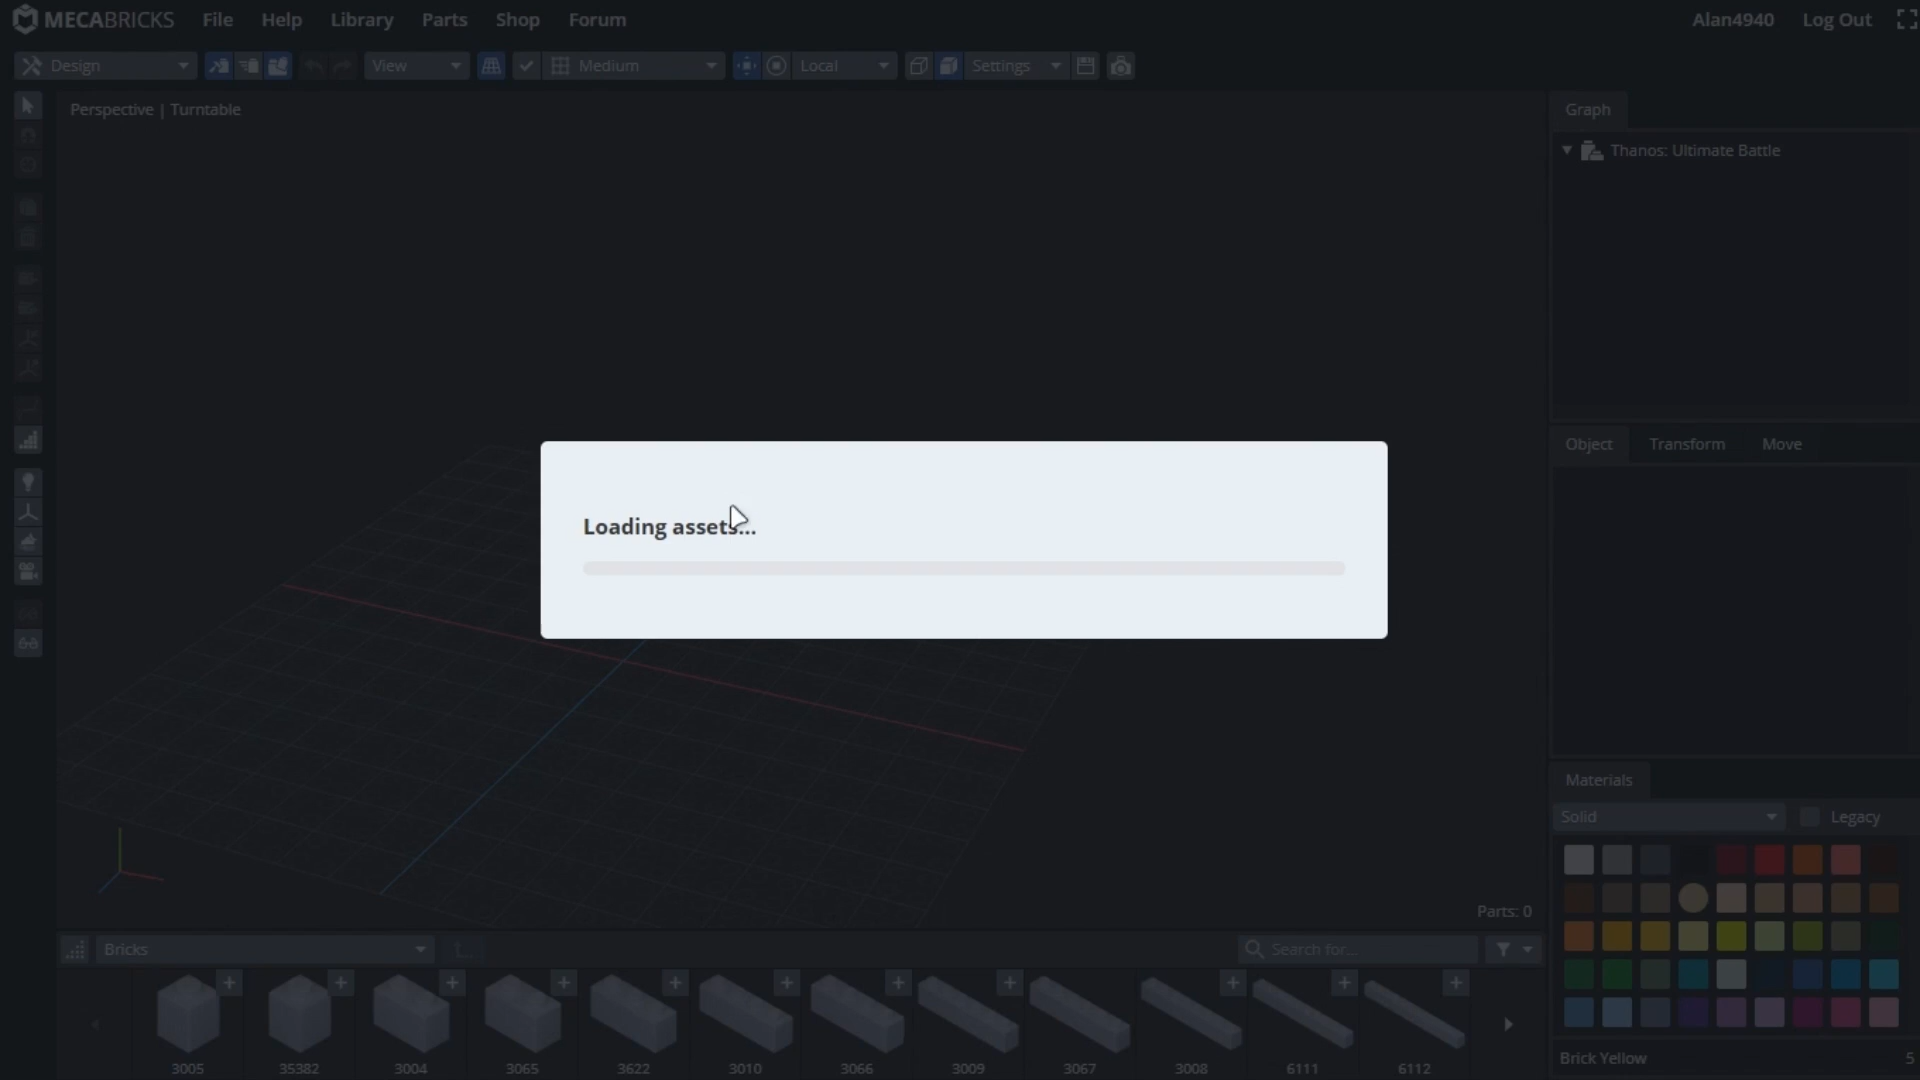 MECABRICKS File Help Library Parts Shop Forum Alan4940 Log Out
Design View Medium Local Settings
Perspective | Turntable
Graph
Thanos: Ultimate Battle
Object Transform Move
Loading assets...
Materials
Solid Legacy
Parts: 0
Bricks Search for...
3005 35382 3004 3065 3622 3010 3066 3009 3067 3008 6111 6112
Brick Yellow 5